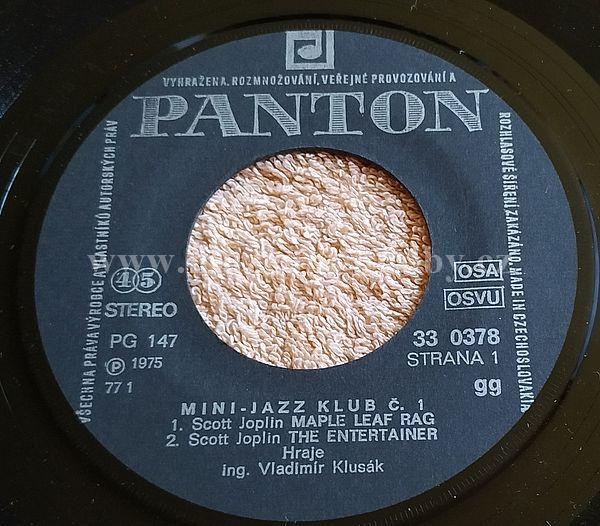 VŠECHNA PRÁVA VÝROBCE A VLASTNÍKŮ AUTORSKÝCH PRÁV
VYHRAŽENA. ROZMNOŽOVÁNÍ, VEŘEJNÉ PROVOZOVÁNÍ A
ROZHLASOVÉ ŠÍŘENÍ ZAKÁZÁNO. MADE IN CZECHOSLOVAKIA
PANTON
45
STEREO
PG 147
℗ 1975
77 1
OSA
OSVU
33 0378
STRANA 1
gg
MINI-JAZZ KLUB Č. 1
1. Scott Joplin MAPLE LEAF RAG
2. Scott Joplin THE ENTERTAINER
Hraje
ing. Vladimír Klusák